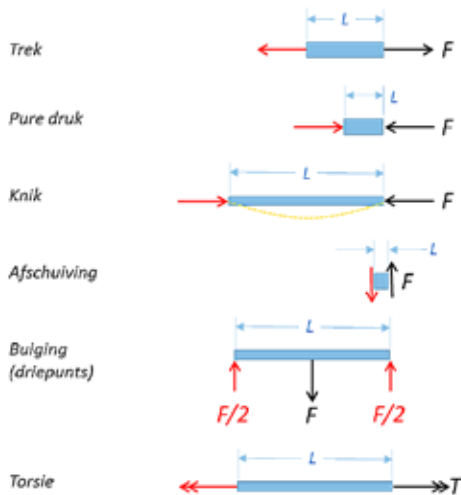 L
Trek
F
Pure druk
L
F
L
Knik
F
Afschuiving
L
F
Buiging
(driepunts)
L
F/2
F
F/2
L
Torsie
T